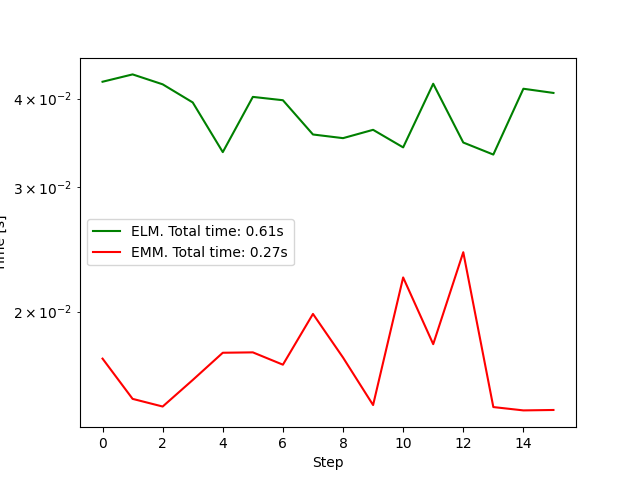 4×10⁻²
3×10⁻²
2×10⁻²
Time [s]
ELM. Total time: 0.61s
EMM. Total time: 0.27s
0 2 4 6 8 10 12 14
Step